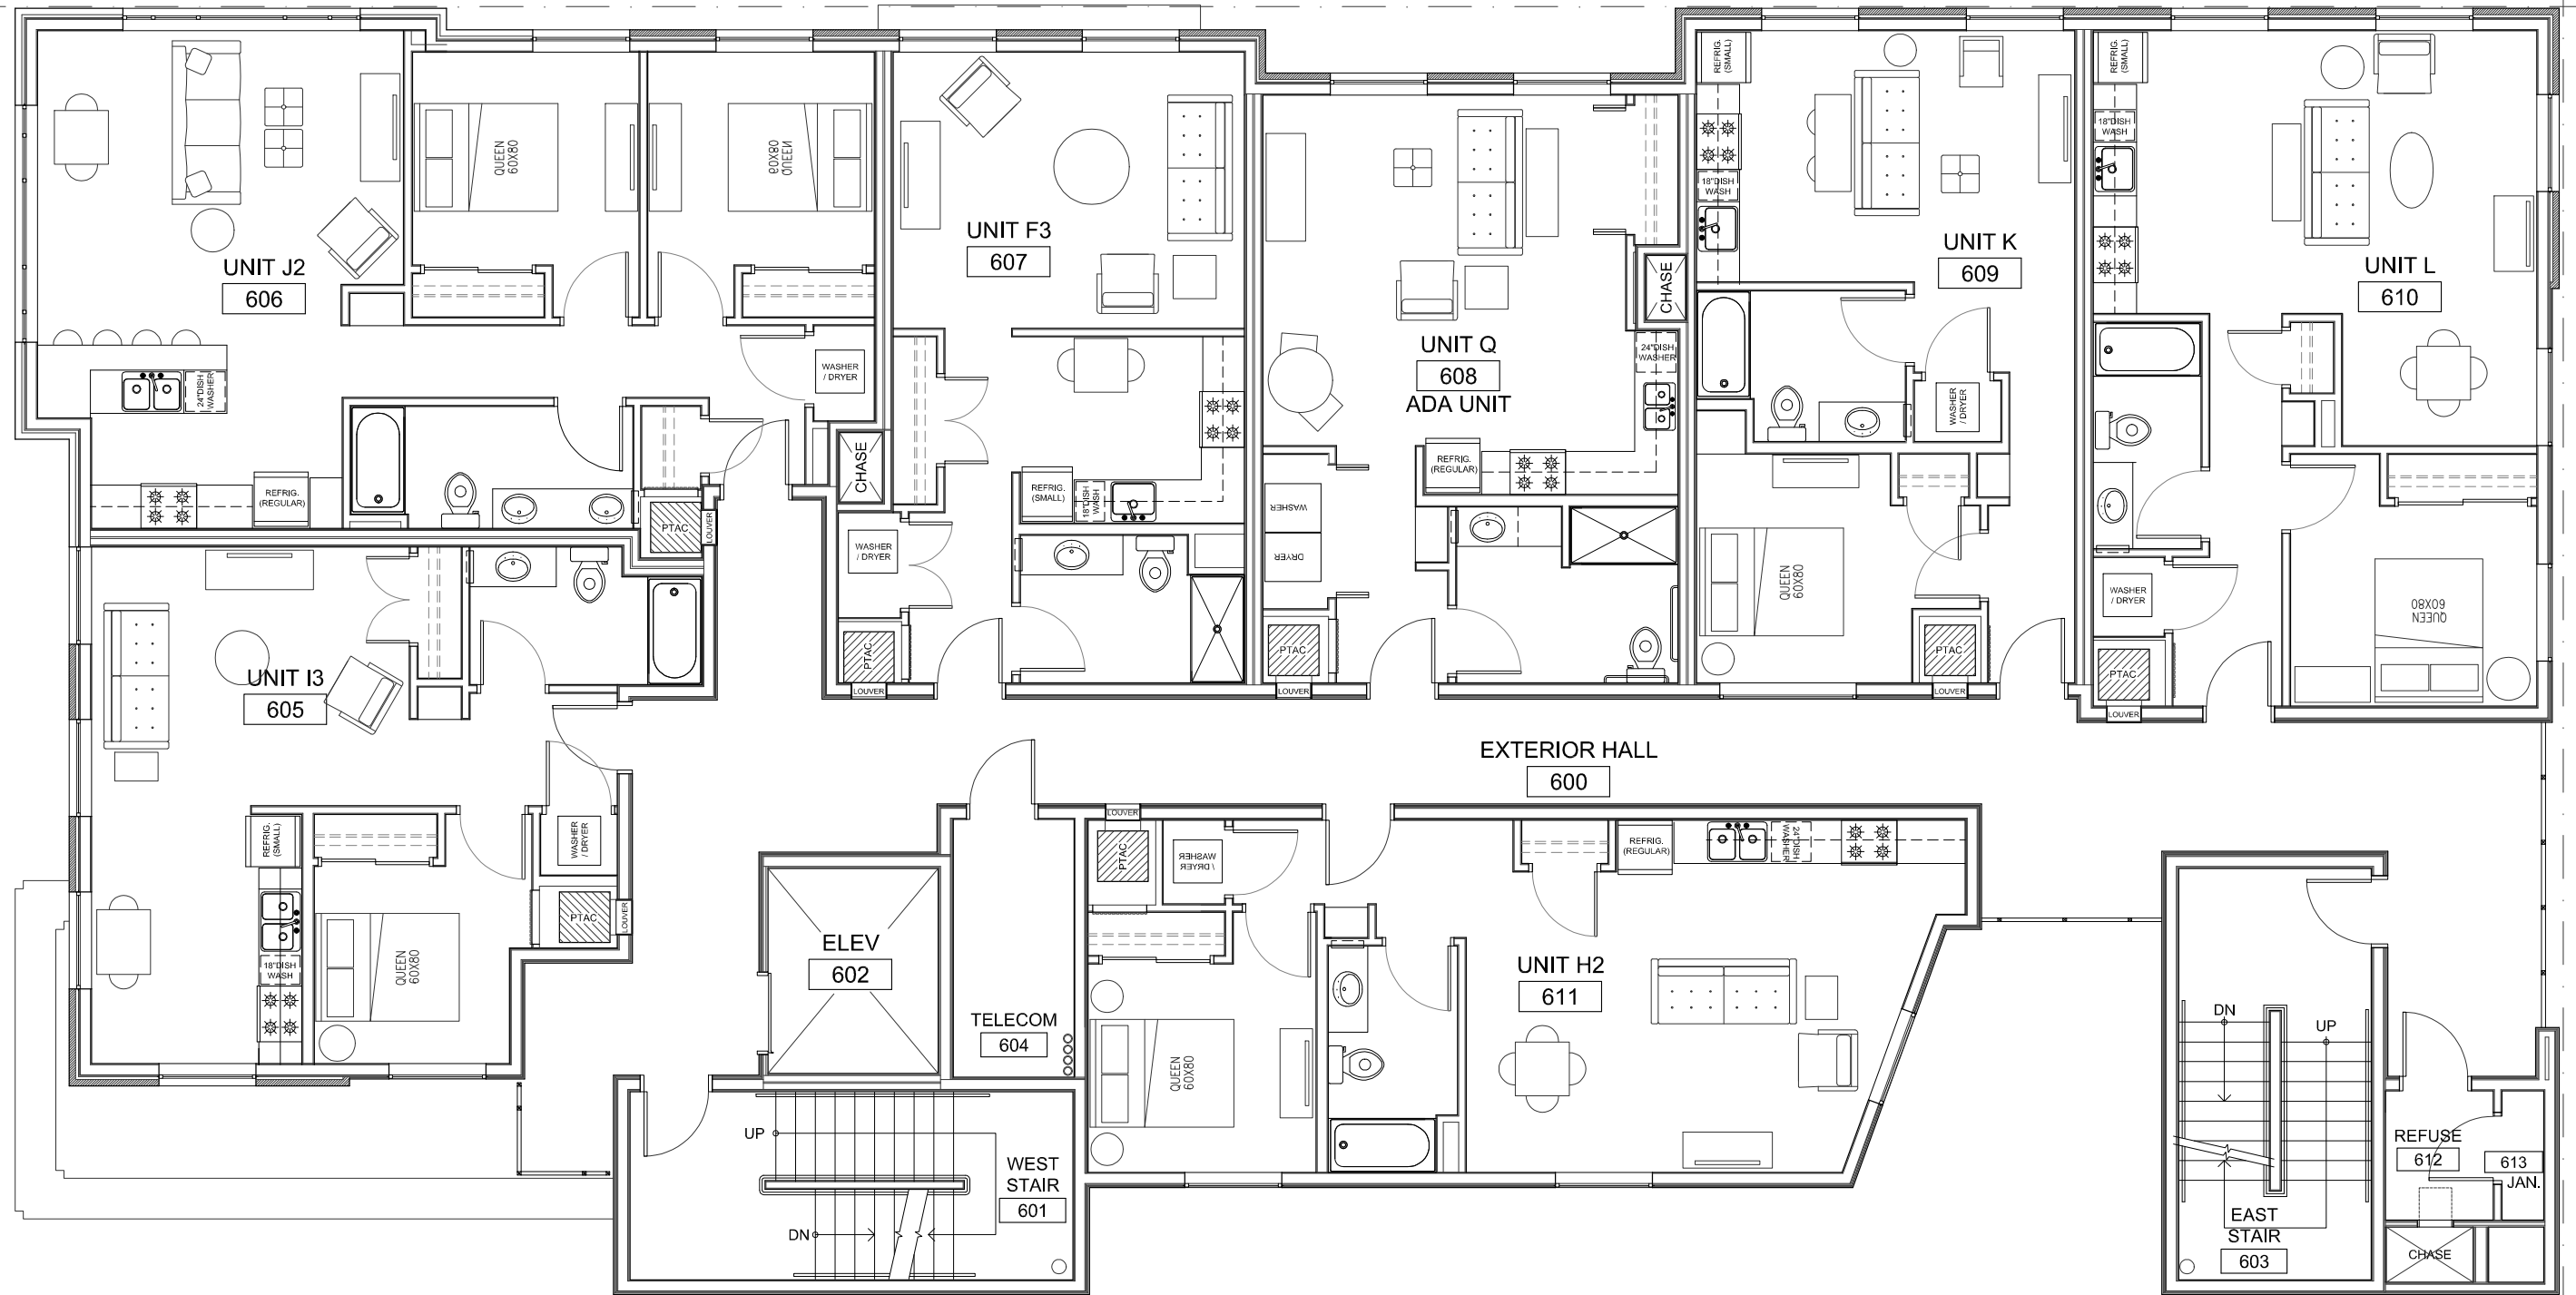 UNIT J2
606
QUEEN
60X80
QUEEN
60X80
24"DISH
WASHER
REFRIG.
(REGULAR)
WASHER
/ DRYER
CHASE
PTAC
LOUVER
UNIT F3
607
REFRIG.
(SMALL)
18"DISH
WASH
WASHER
/ DRYER
PTAC
LOUVER
UNIT Q
608
ADA UNIT
CHASE
24"DISH
WASHER
REFRIG.
(REGULAR)
WASHER
DRYER
PTAC
LOUVER
REFRIG.
(SMALL)
18"DISH
WASH
UNIT K
609
WASHER
/ DRYER
QUEEN
60X80
PTAC
LOUVER
REFRIG.
(SMALL)
18"DISH
WASH
UNIT L
610
WASHER
/ DRYER
QUEEN
60X80
PTAC
LOUVER
UNIT I3
605
REFRIG.
(SMALL)
18"DISH
WASH
QUEEN
60X80
WASHER
/ DRYER
PTAC
LOUVER
EXTERIOR HALL
600
ELEV
602
TELECOM
604
LOUVER
PTAC
WASHER
/ DRYER
REFRIG.
(REGULAR)
24"DISH
WASHER
UNIT H2
611
QUEEN
60X80
UP
DN
WEST
STAIR
601
DN
UP
EAST
STAIR
603
REFUSE
612
613
JAN.
CHASE